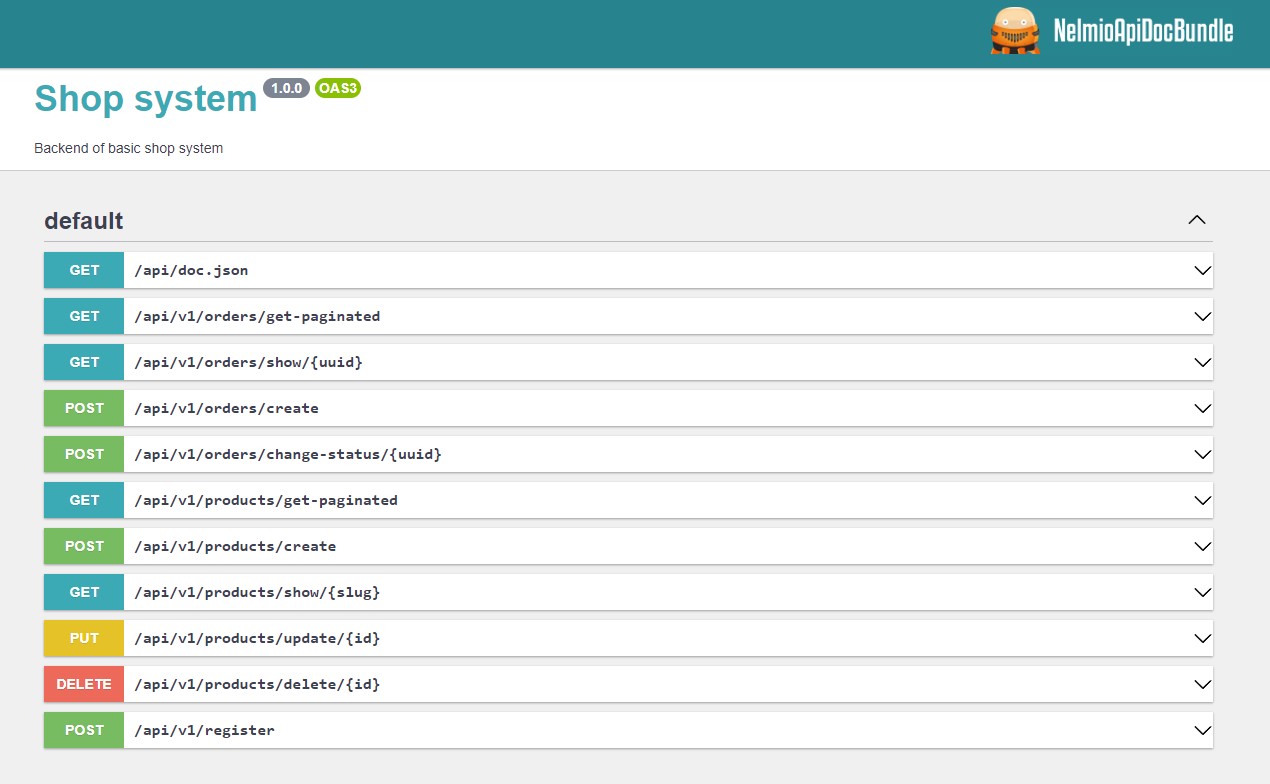 NelmioApiDocBundle
Shop system 1.0.0 OAS3
Backend of basic shop system
default
GET /api/doc.json
GET /api/v1/orders/get-paginated
GET /api/v1/orders/show/{uuid}
POST /api/v1/orders/create
POST /api/v1/orders/change-status/{uuid}
GET /api/v1/products/get-paginated
POST /api/v1/products/create
GET /api/v1/products/show/{slug}
PUT /api/v1/products/update/{id}
DELETE /api/v1/products/delete/{id}
POST /api/v1/register